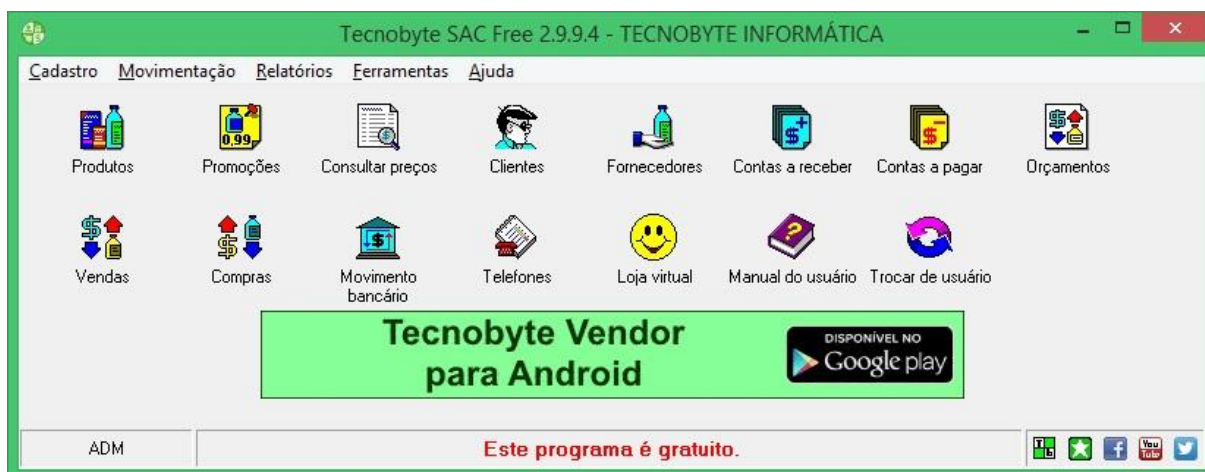 Tecnobyte SAC Free 2.9.9.4 - TECNOBYTE INFORMÁTICA
Cadastro Movimentação Relatórios Ferramentas Ajuda
0,99
Produtos Promoções Consultar preços Clientes Fornecedores Contas a receber Contas a pagar Orçamentos
Vendas Compras Movimento bancário Telefones Loja virtual Manual do usuário Trocar de usuário
Tecnobyte Vendor
para Android
DISPONÍVEL NO
Google play
ADM Este programa é gratuito. You Tube